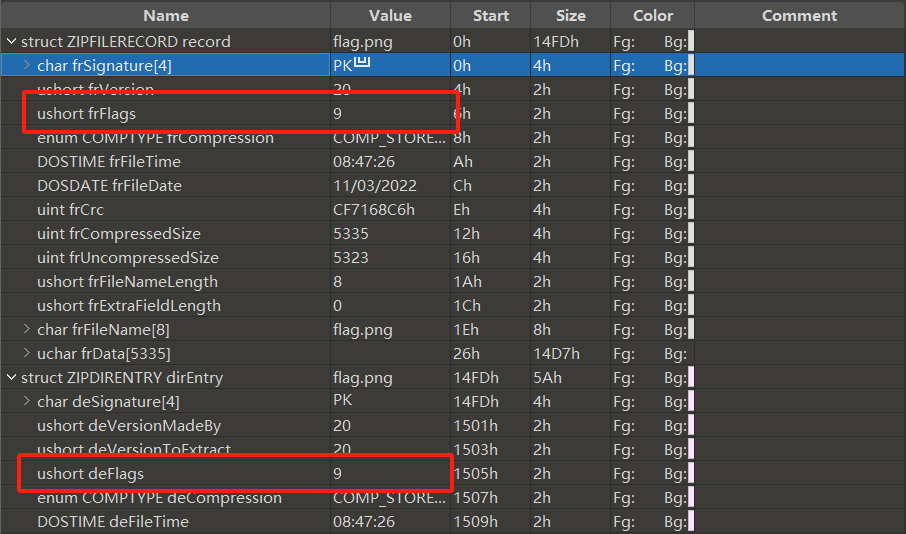 Name Value Start Size Color Comment
struct ZIPFILERECORD record flag.png 0h 14FDh Fg: Bg:
char frSignature[4] PK 0h 4h Fg: Bg:
ushort frVersion 20 4h 2h Fg: Bg:
ushort frFlags 9 6h 2h Fg: Bg:
enum COMPTYPE frCompression COMP_STORE... 8h 2h Fg: Bg:
DOSTIME frFileTime 08:47:26 Ah 2h Fg: Bg:
DOSDATE frFileDate 11/03/2022 Ch 2h Fg: Bg:
uint frCrc CF7168C6h Eh 4h Fg: Bg:
uint frCompressedSize 5335 12h 4h Fg: Bg:
uint frUncompressedSize 5323 16h 4h Fg: Bg:
ushort frFileNameLength 8 1Ah 2h Fg: Bg:
ushort frExtraFieldLength 0 1Ch 2h Fg: Bg:
char frFileName[8] flag.png 1Eh 8h Fg: Bg:
uchar frData[5335] 26h 14D7h Fg: Bg:
struct ZIPDIRENTRY dirEntry flag.png 14FDh 5Ah Fg: Bg:
char deSignature[4] PK 14FDh 4h Fg: Bg:
ushort deVersionMadeBy 20 1501h 2h Fg: Bg:
ushort deVersionToExtract 20 1503h 2h Fg: Bg:
ushort deFlags 9 1505h 2h Fg: Bg:
enum COMPTYPE deCompression COMP_STORE... 1507h 2h Fg: Bg:
DOSTIME deFileTime 08:47:26 1509h 2h Fg: Bg: